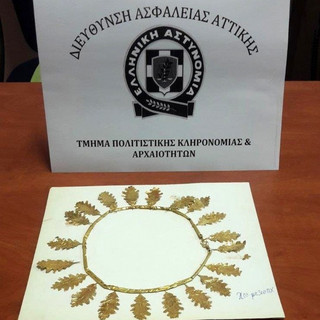 ΔΙΕΥΘΥΝΣΗ ΑΣΦΑΛΕΙΑΣ ΑΤΤΙΚΗΣ
ΕΛΛΗΝΙΚΗ ΑΣΤΥΝΟΜΙΑ
ΤΜΗΜΑ ΠΟΛΙΤΙΣΤΙΚΗΣ ΚΛΗΡΟΝΟΜΙΑΣ &
ΑΡΧΑΙΟΤΗΤΩΝ